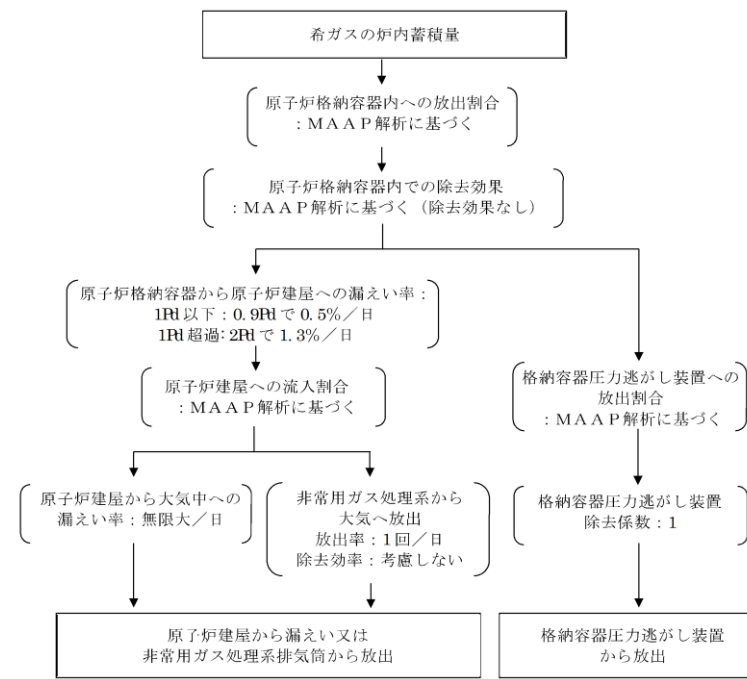 希ガスの炉内蓄積量
原子炉格納容器内への放出割合
：ＭＡＡＰ解析に基づく
原子炉格納容器内での除去効果
：ＭＡＡＰ解析に基づく（除去効果なし）
原子炉格納容器から原子炉建屋への漏えい率：
1Pd 以下：0.9Pd で 0.5%／日
1Pd 超過：2Pd で 1.3%／日
原子炉建屋への流入割合
：ＭＡＡＰ解析に基づく
格納容器圧力逃がし装置への
放出割合
：ＭＡＡＰ解析に基づく
原子炉建屋から大気中への
漏えい率：無限大／日
非常用ガス処理系から
大気へ放出
放出率：1回／日
除去効率：考慮しない
格納容器圧力逃がし装置
除去係数：1
原子炉建屋から漏えい又は
非常用ガス処理系排気筒から放出
格納容器圧力逃がし装置
から放出